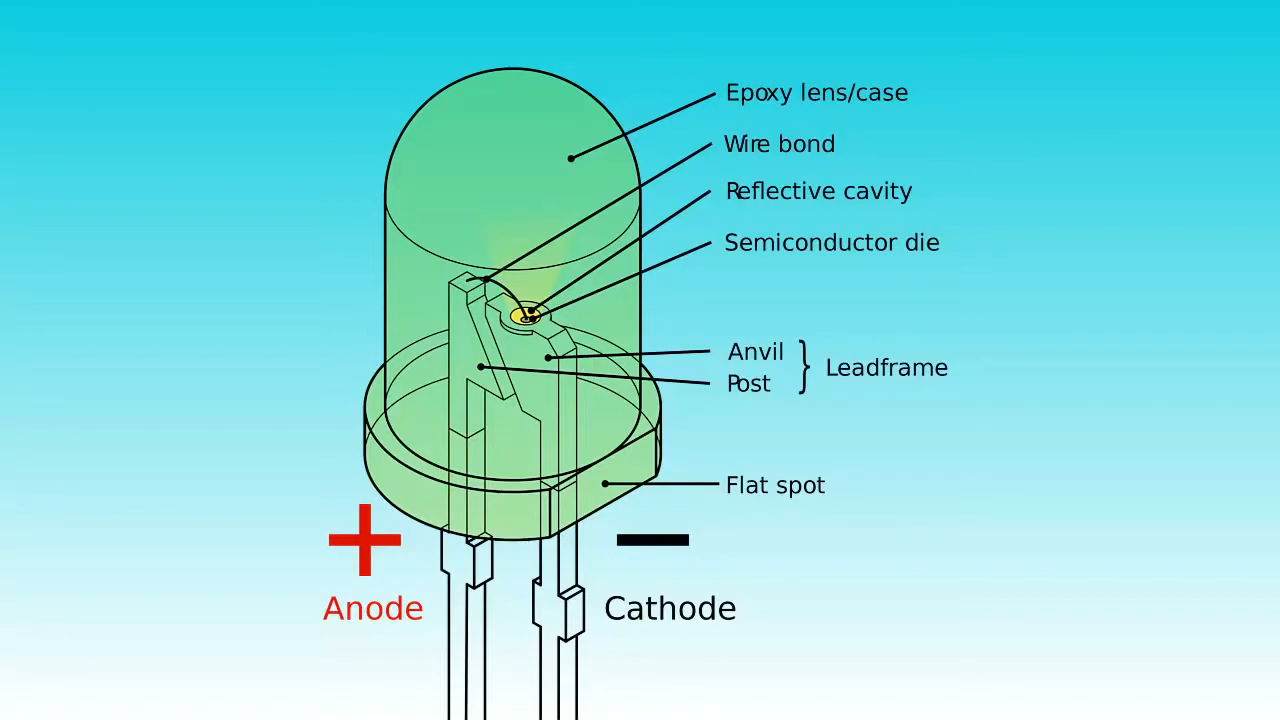 Epoxy lens/case
Wire bond
Reflective cavity
Semiconductor die
Anvil
Post
} Leadframe
Flat spot
+
−
Anode
Cathode